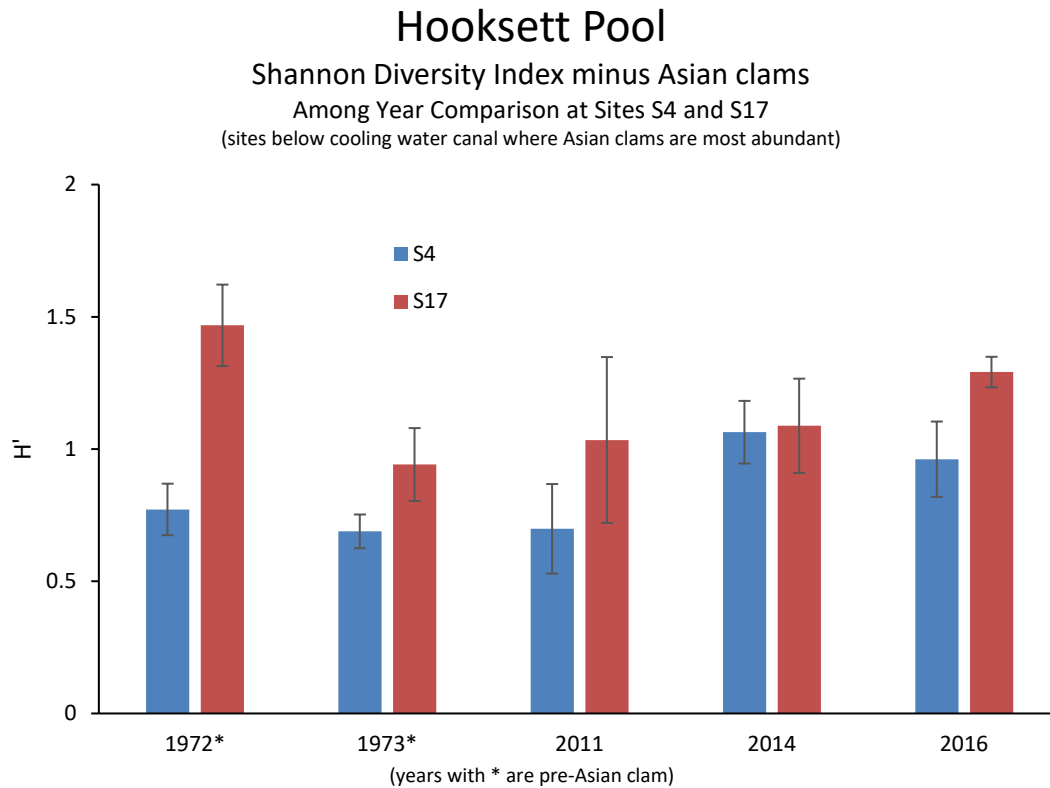 Hooksett Pool
Shannon Diversity Index minus Asian clams
Among Year Comparison at Sites S4 and S17
(sites below cooling water canal where Asian clams are most abundant)
2
1.5
1
0.5
0
H'
S4
S17
1972* 1973* 2011 2014 2016
(years with * are pre-Asian clam)